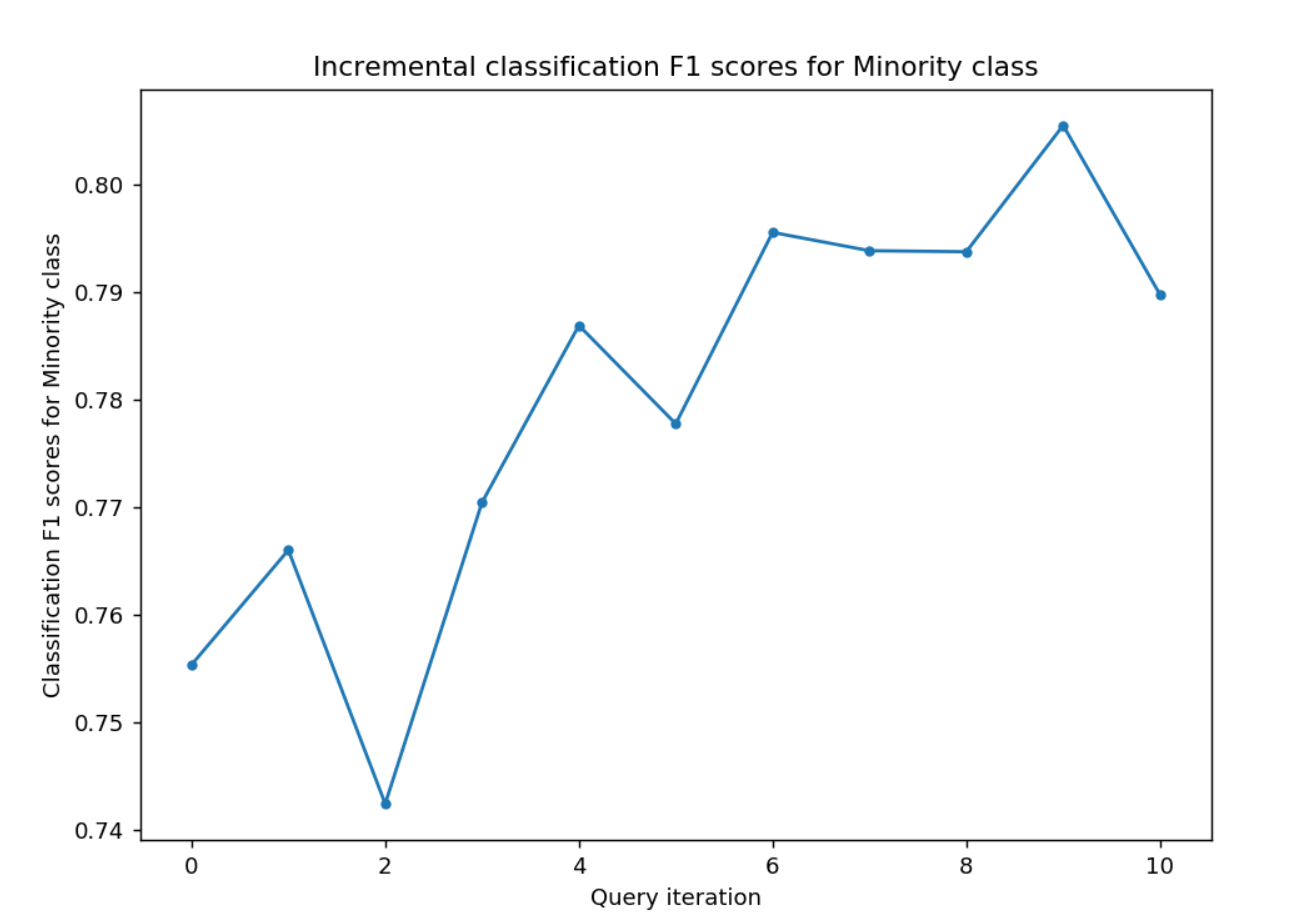 Incremental classification F1 scores for Minority class
Classification F1 scores for Minority class
0.80
0.79
0.78
0.77
0.76
0.75
0.74
0 2 4 6 8 10
Query iteration